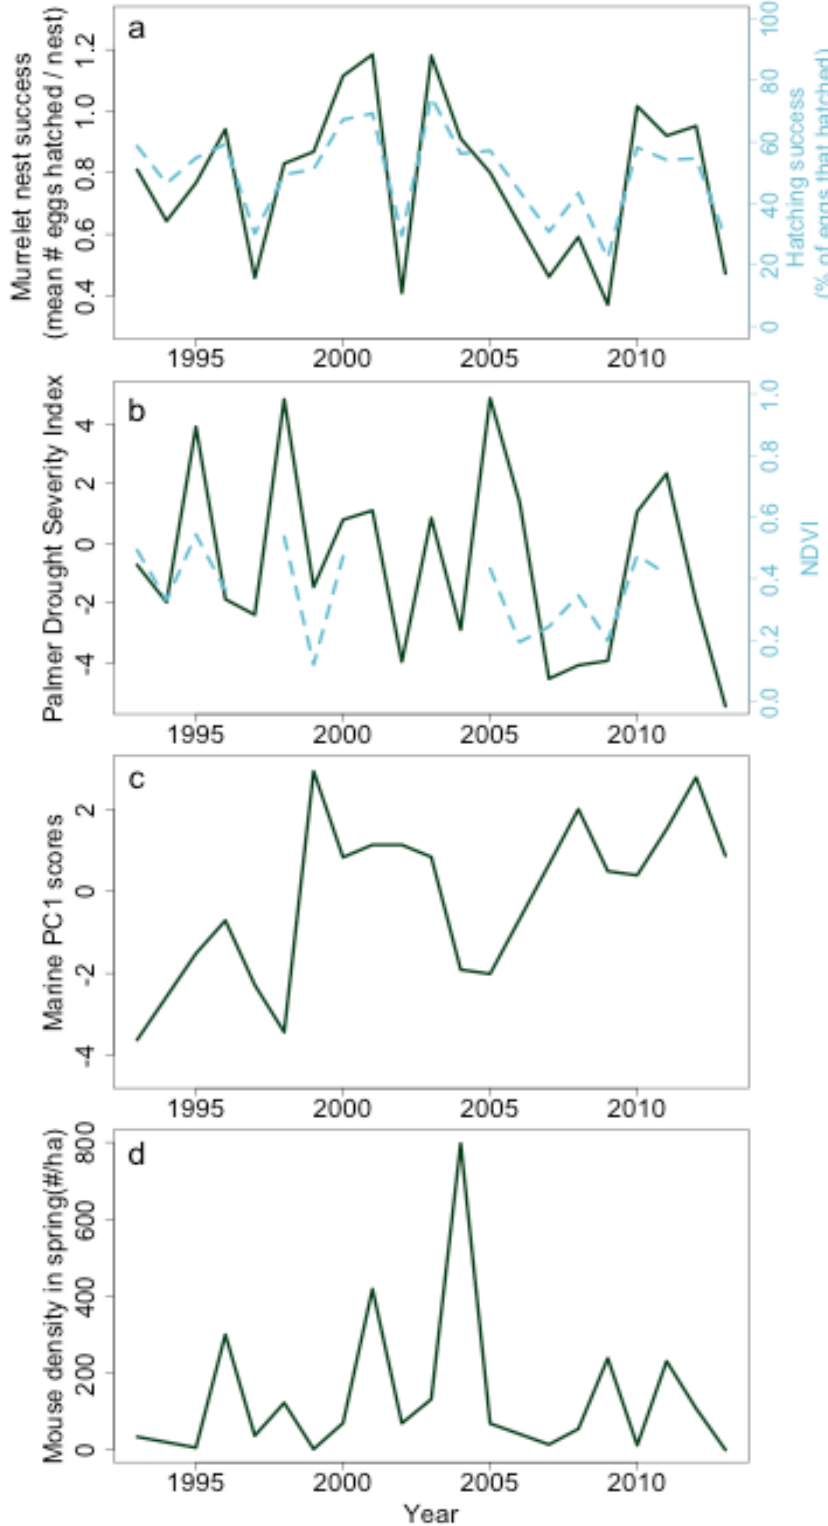 a
Murrelet nest success
(mean # eggs hatched / nest)
1.2
1.0
0.8
0.6
0.4
100
80
60
40
20
0
Hatching success
(% of eggs that hatched)
1995 2000 2005 2010
b
Palmer Drought Severity Index
4
2
0
-2
-4
1.0
0.8
0.6
0.4
0.2
0.0
NDVI
1995 2000 2005 2010
c
Marine PC1 scores
2
0
-2
-4
1995 2000 2005 2010
d
Mouse density in spring(#/ha)
800
600
400
200
0
1995 2000 2005 2010
Year